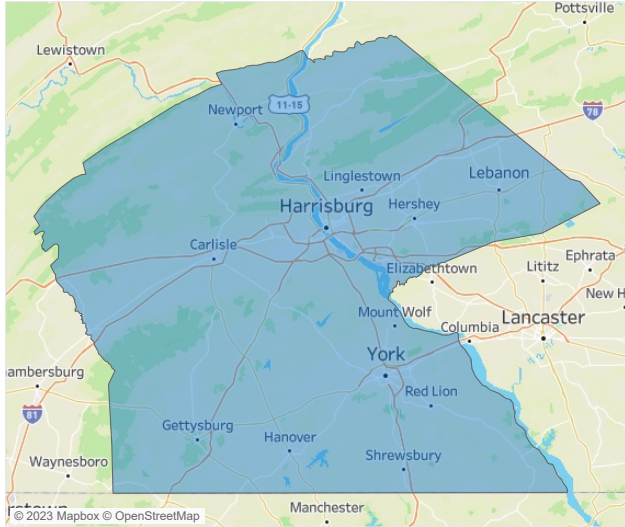 Pottsville
Lewistown
11-15
Newport
78
Linglestown
Lebanon
Harrisburg
Hershey
Carlisle
Ephrata
Elizabethtown
Lititz
New H
Mount Wolf
Lancaster
Columbia
York
ambersburg
Red Lion
81
Gettysburg
Hanover
Shrewsbury
Waynesboro
Manchester
© 2023 Mapbox © OpenStreetMap